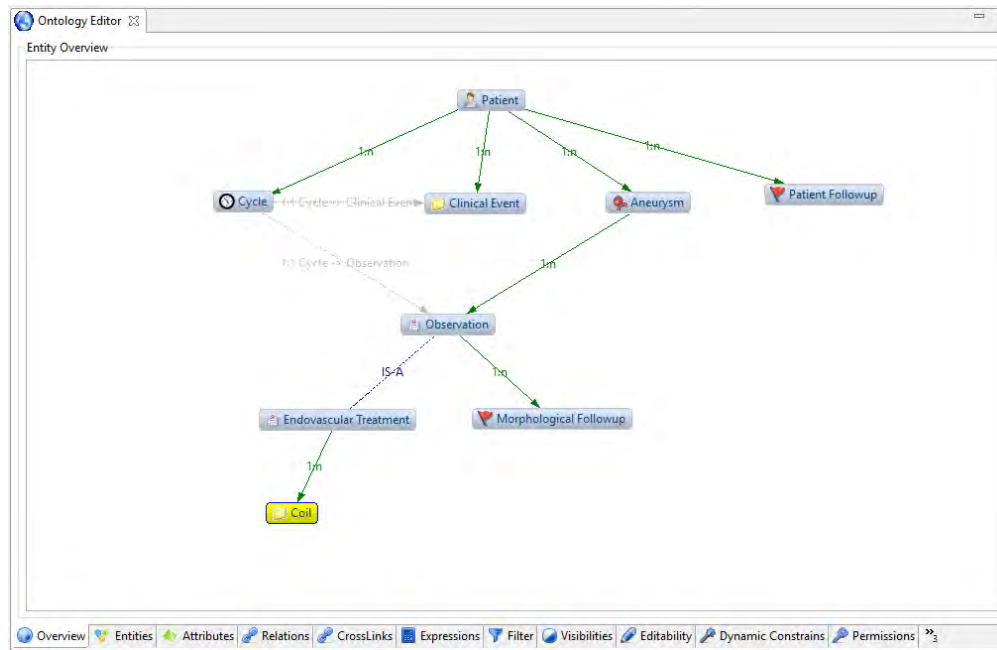 Ontology Editor
Entity Overview
Patient
1:n
1:n
1:n
1:n
Cycle
1:1 Cycle -> Clinical Event
Clinical Event
Aneurysm
Patient Followup
1:1 Cycle -> Observation
1:n
Observation
IS-A
1:n
Endovascular Treatment
Morphological Followup
1:n
Coil
Overview Entities Attributes Relations CrossLinks Expressions Filter Visibilities Editability Dynamic Constrains Permissions »3